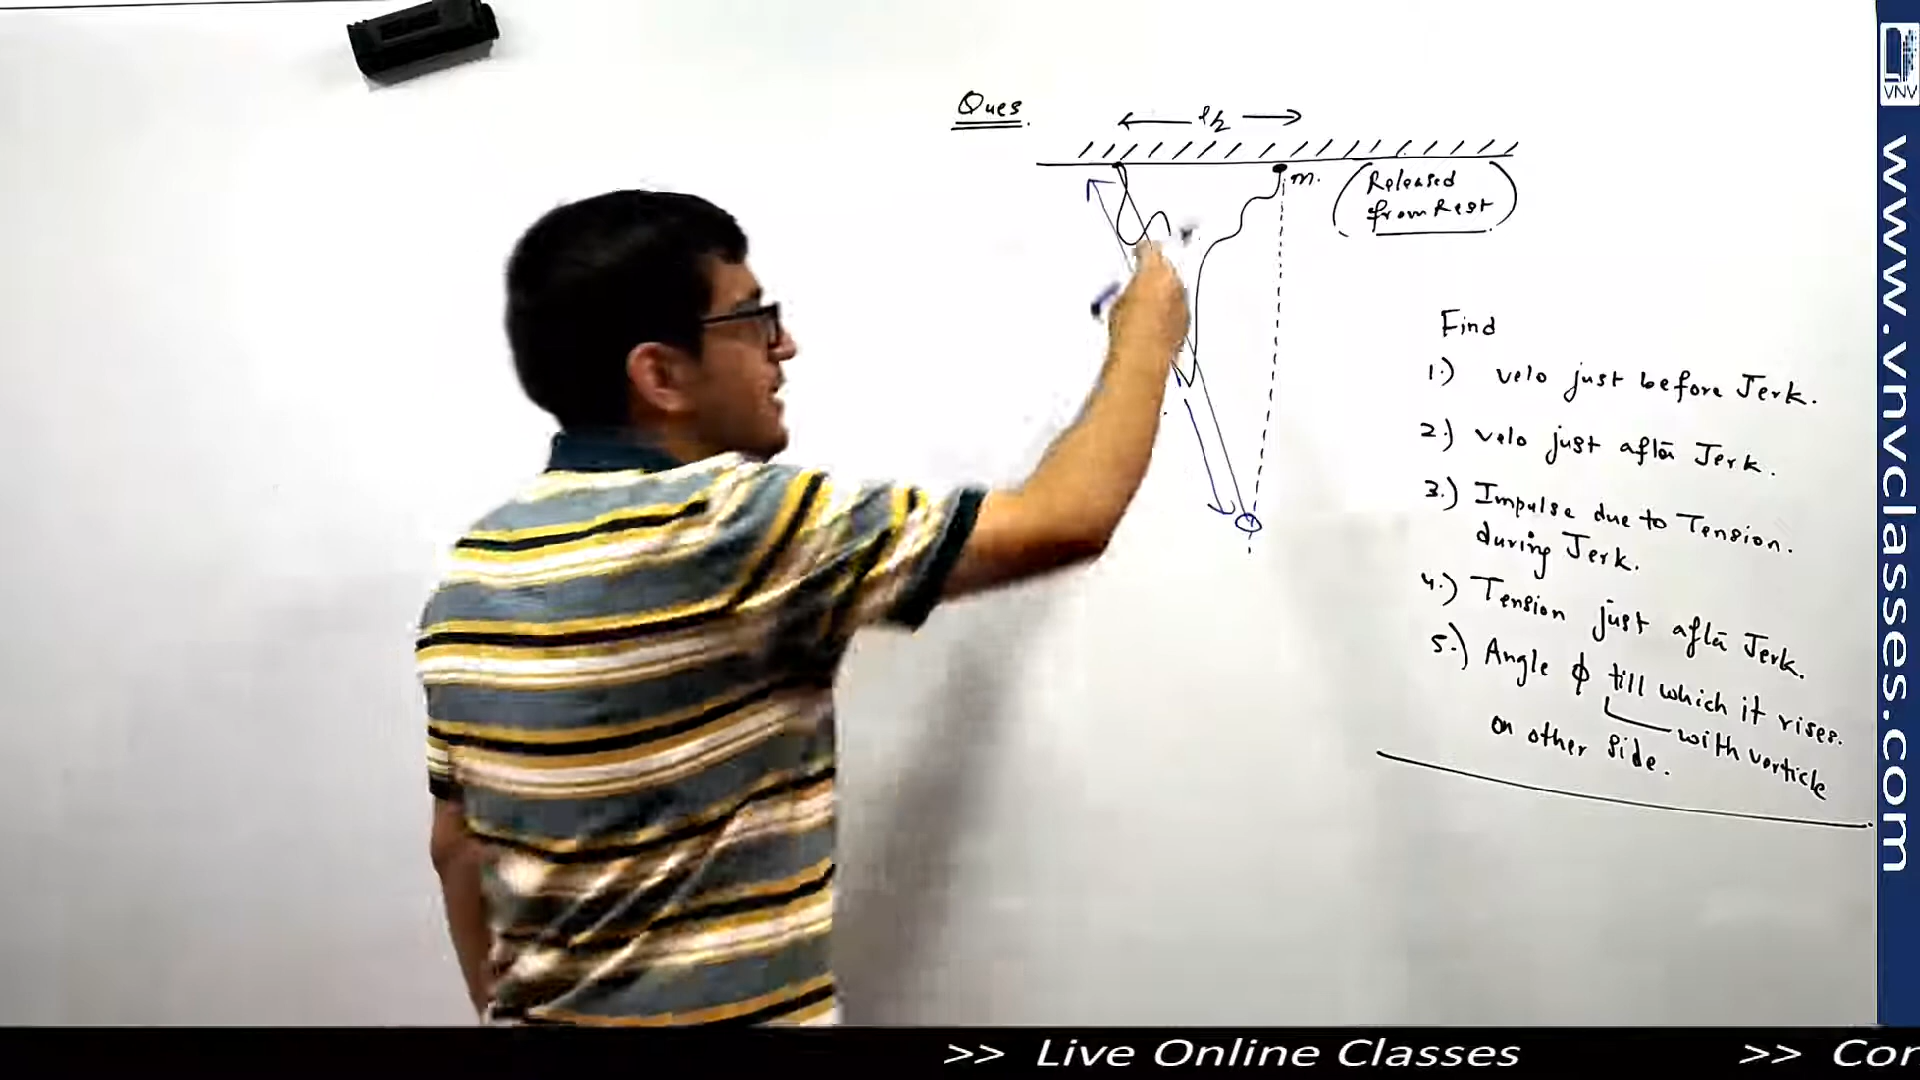 Ques.
l/2
m.
(Released
from Rest)
Find
1.) velo just before Jerk.
2.) velo just aftā Jerk.
3.) Impulse due to Tension.
during Jerk.
4.) Tension just aftā Jerk.
5.) Angle ϕ till which it rises.
with verticle
on other side.
VNV
www.vnvclasses.com
>> Live Online Classes >> Cor